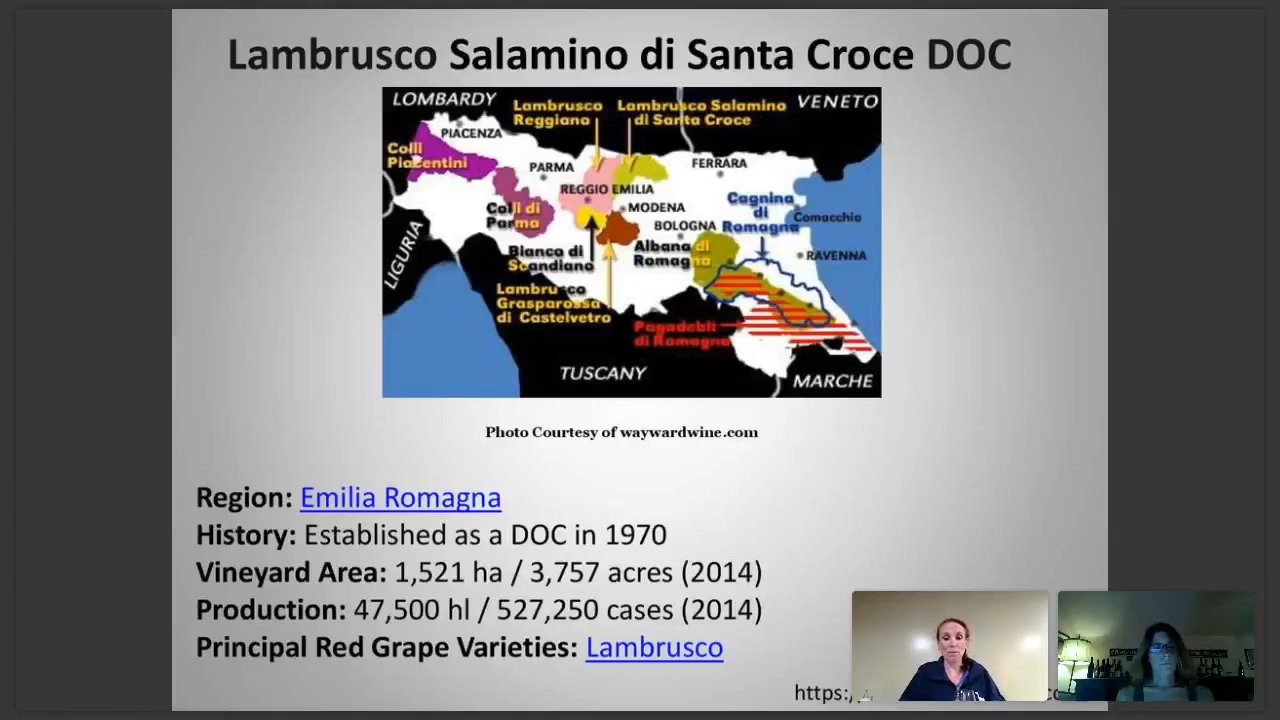 Lambrusco Salamino di Santa Croce DOC
LOMBARDY
Lambrusco
Reggiano
Lambrusco Salamino
di Santa Croce
VENETO
PIACENZA
Colli
Piacentini
PARMA
FERRARA
REGGIO EMILIA
Colli di
Parma
MODENA
BOLOGNA
Cagnina
di
Romagna
Comacchio
LIGURIA
Bianco di
Scandiano
Albana di
Romagna
RAVENNA
Lambrusco
Grasparossa
di Castelvetro
Pagadebit
di Romagna
TUSCANY
MARCHE
Photo Courtesy of waywardwine.com
Region: Emilia Romagna
History: Established as a DOC in 1970
Vineyard Area: 1,521 ha / 3,757 acres (2014)
Production: 47,500 hl / 527,250 cases (2014)
Principal Red Grape Varieties: Lambrusco
https:/